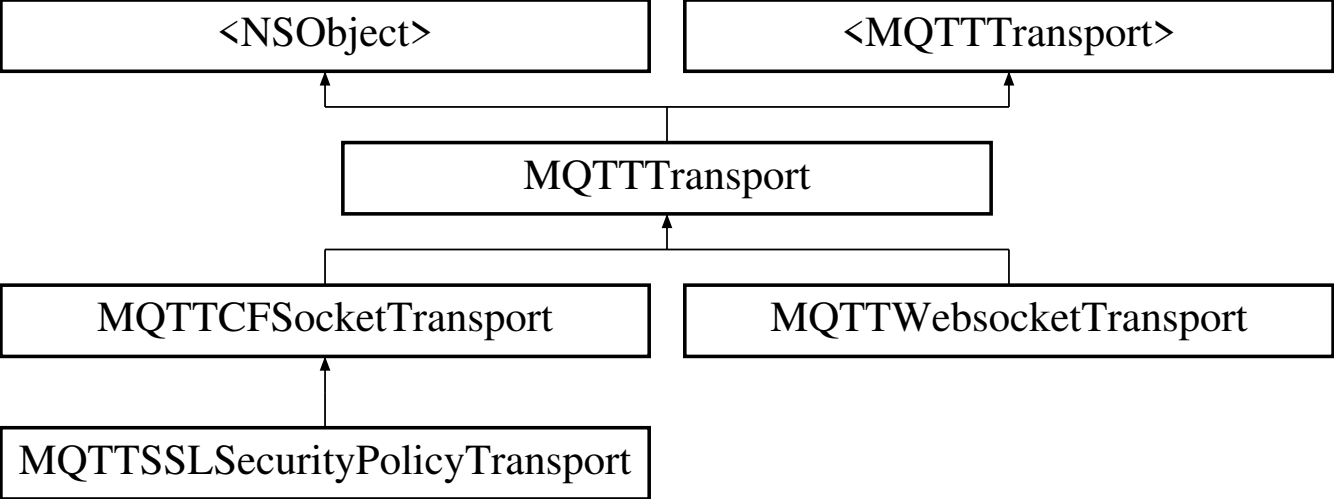 <NSObject>
<MQTTTransport>
MQTTTransport
MQTTCFSocketTransport
MQTTWebsocketTransport
MQTTSSLSecurityPolicyTransport